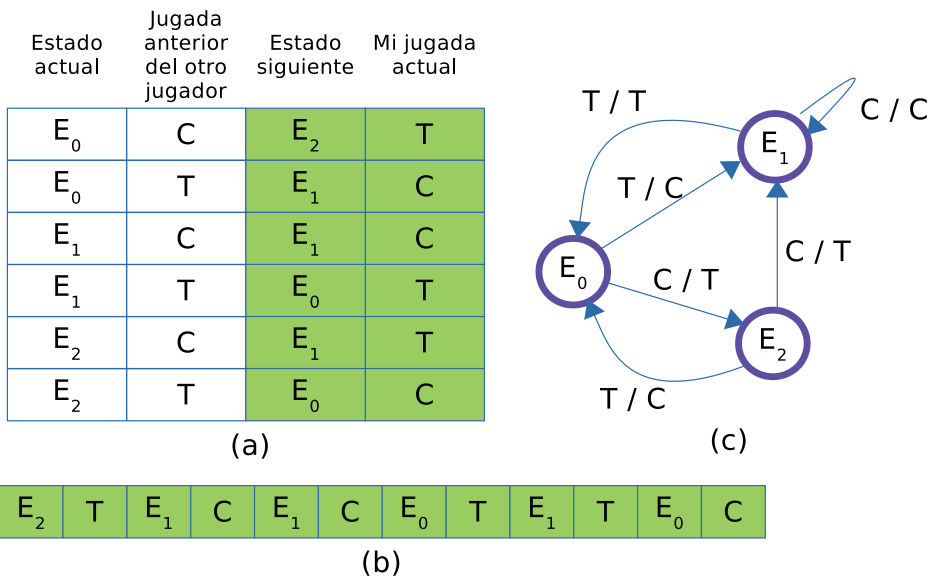 Estado actual
Jugada anterior del otro jugador
Estado siguiente
Mi jugada actual
E0 C E2 T
E0 T E1 C
E1 C E1 C
E1 T E0 T
E2 C E1 T
E2 T E0 C
(a)
T / T
C / C
E1
T / C
E0
C / T
C / T
E2
T / C
(c)
E2 T E1 C E1 C E0 T E1 T E0 C
(b)